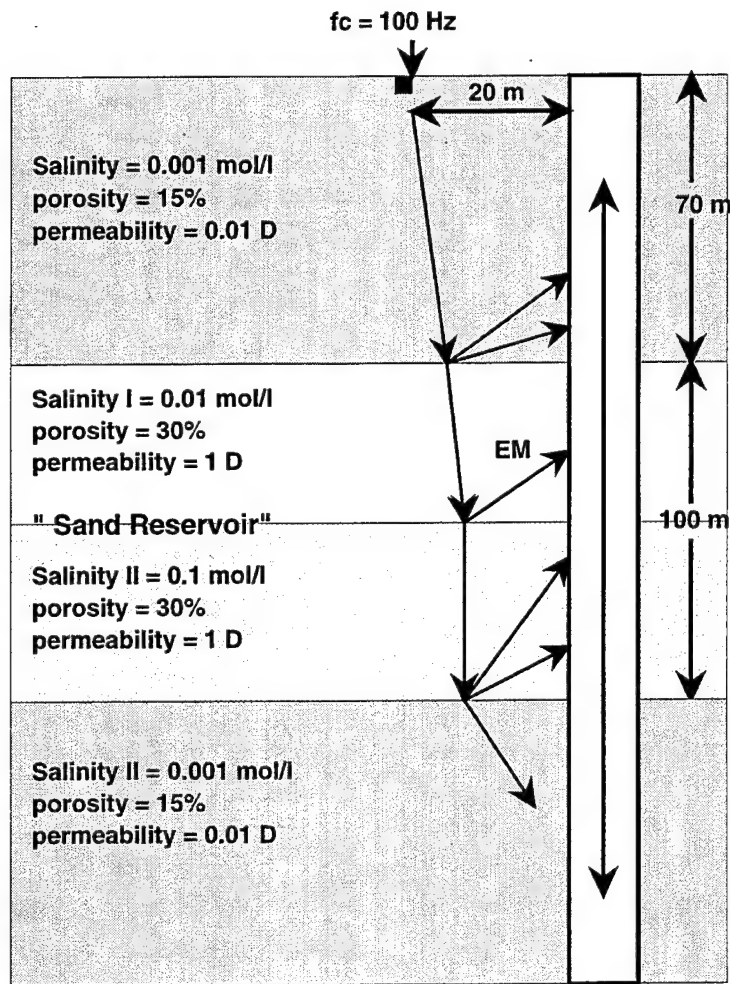 fc = 100 Hz
20 m
Salinity = 0.001 mol/l
porosity = 15%
permeability = 0.01 D
70 m
Salinity I = 0.01 mol/l
porosity = 30%
permeability = 1 D
EM
" Sand Reservoir"
100 m
Salinity II = 0.1 mol/l
porosity = 30%
permeability = 1 D
Salinity II = 0.001 mol/l
porosity = 15%
permeability = 0.01 D